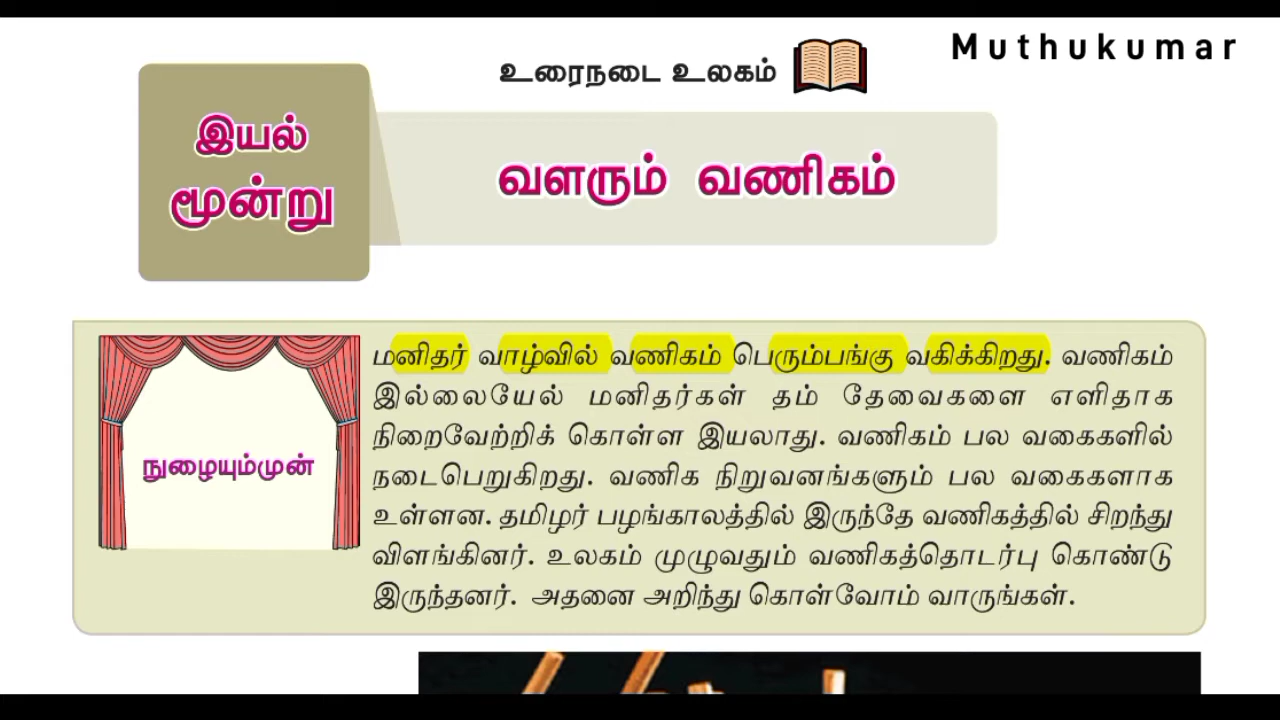 Muthukumar
உரைநடை உலகம்
இயல்
மூன்று
வளரும் வணிகம்
நுழையும்முன்
மனிதர் வாழ்வில் வணிகம் பெரும்பங்கு வகிக்கிறது. வணிகம்
இல்லையேல் மனிதர்கள் தம் தேவைகளை எளிதாக
நிறைவேற்றிக் கொள்ள இயலாது. வணிகம் பல வகைகளில்
நடைபெறுகிறது. வணிக நிறுவனங்களும் பல வகைகளாக
உள்ளன. தமிழர் பழங்காலத்தில் இருந்தே வணிகத்தில் சிறந்து
விளங்கினர். உலகம் முழுவதும் வணிகத்தொடர்பு கொண்டு
இருந்தனர். அதனை அறிந்து கொள்வோம் வாருங்கள்.